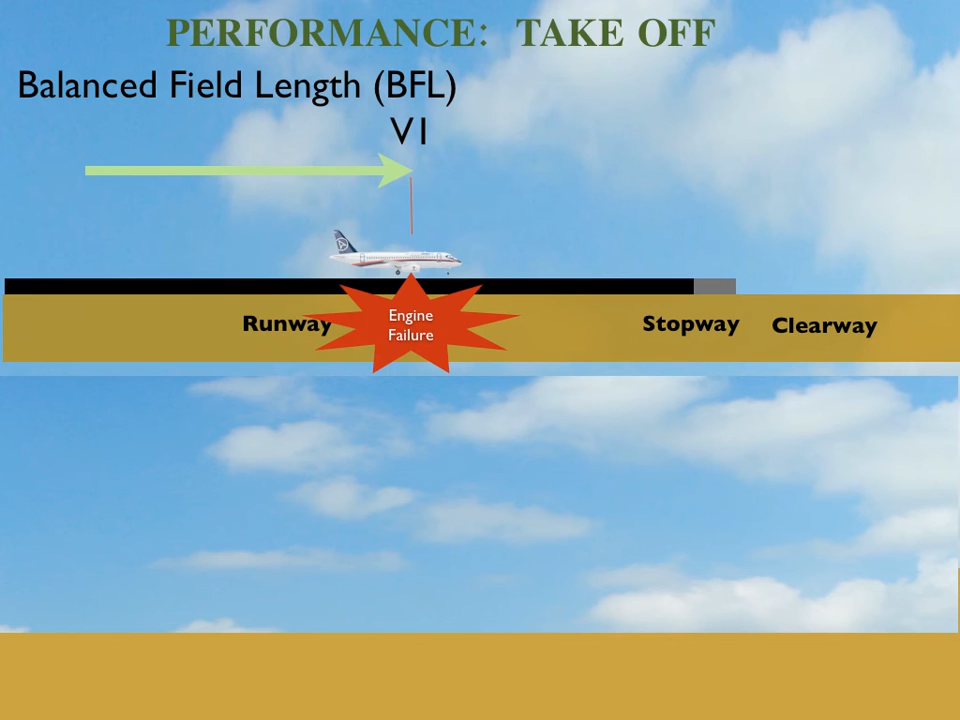 PERFORMANCE: TAKE OFF
Balanced Field Length (BFL)
V1
Engine
Failure
Runway
Stopway
Clearway